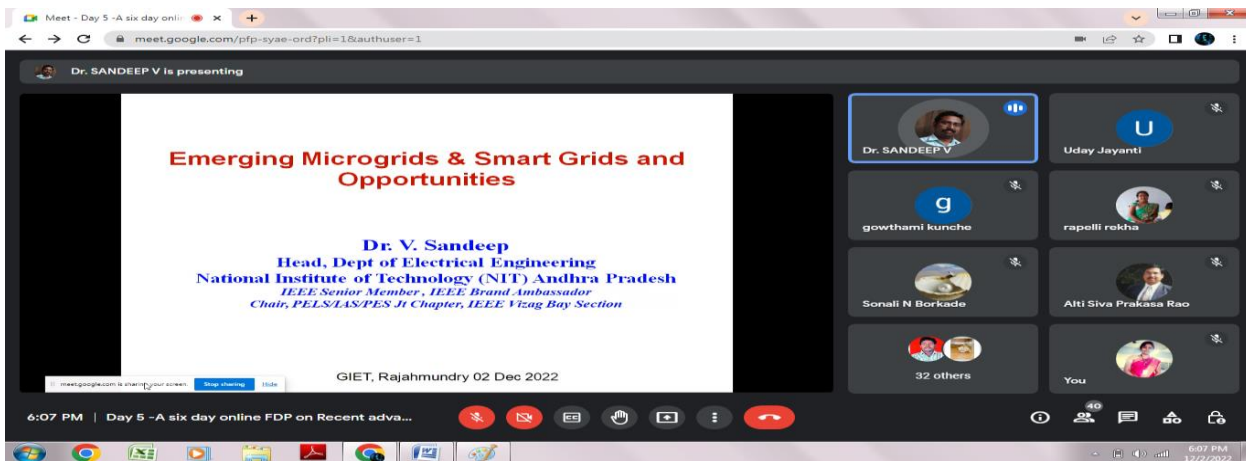 Meet - Day 5 -A six day onlin
meet.google.com/pfp-syae-ord?pli=1&authuser=1
Dr. SANDEEP V is presenting
Emerging Microgrids & Smart Grids and
Opportunities
Dr. V. Sandeep
Head, Dept of Electrical Engineering
National Institute of Technology (NIT) Andhra Pradesh
IEEE Senior Member , IEEE Brand Ambassador
Chair, PELS/IAS/PES Jt Chapter, IEEE Vizag Bay Section
GIET, Rajahmundry 02 Dec 2022
meet.google.com is sharing your screen. Stop sharing Hide
Dr. SANDEEP V
U
Uday Jayanti
g
gowthami kunche
rapelli rekha
Sonali N Borkade
Alti Siva Prakasa Rao
32 others
You
6:07 PM | Day 5 -A six day online FDP on Recent adva...
CC
40
6:07 PM
12/2/2022